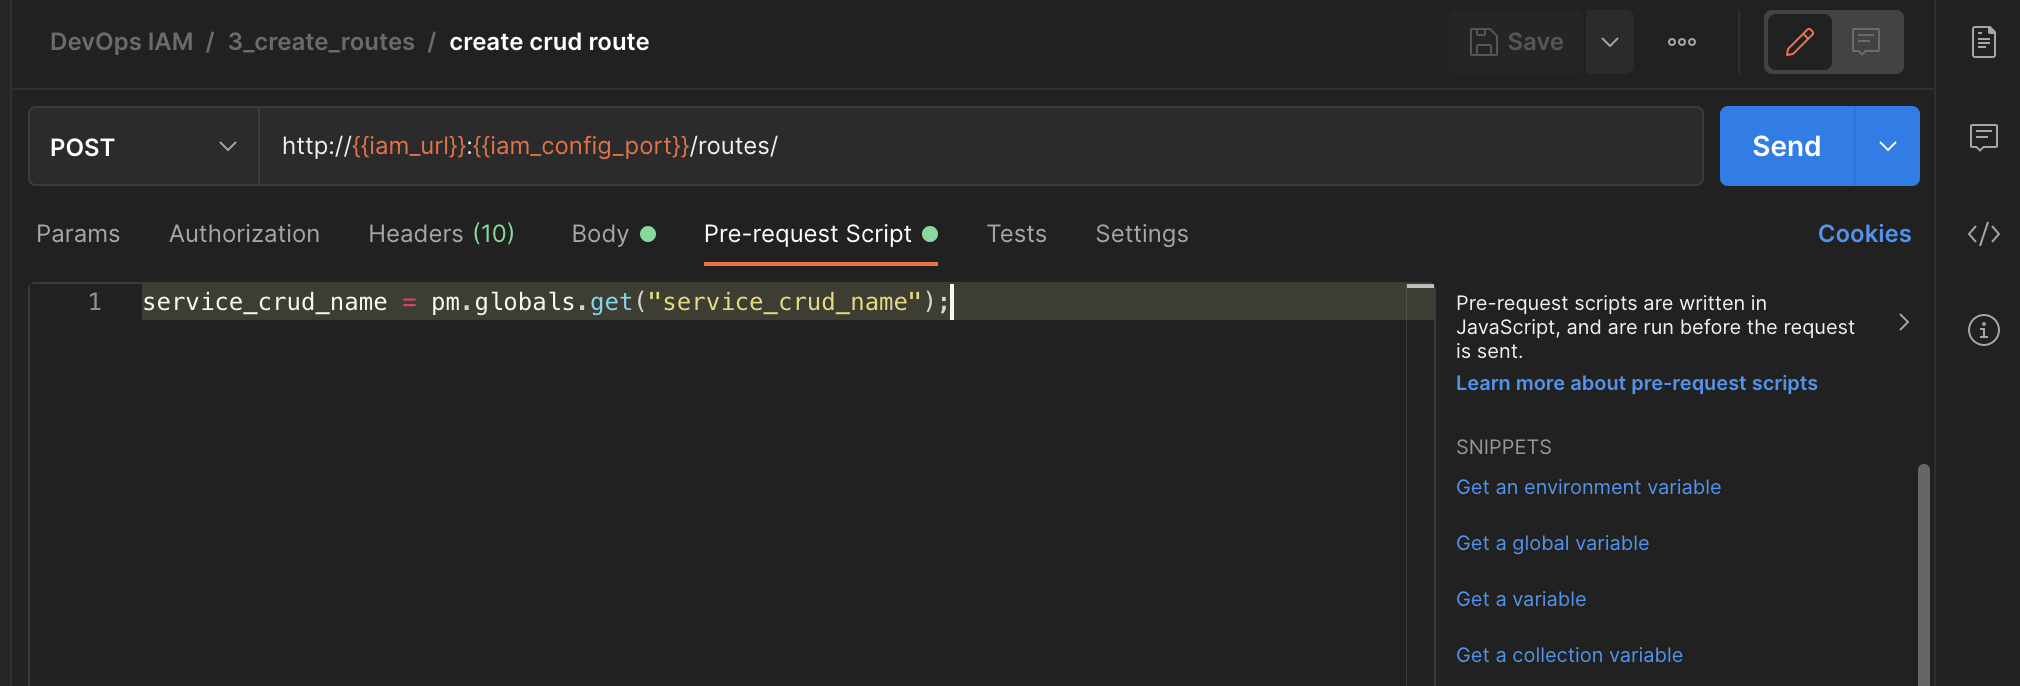 DevOps IAM / 3_create_routes / create crud route
Save
POST
http://{{iam_url}}:{{iam_config_port}}/routes/
Send
Params Authorization Headers (10) Body Pre-request Script Tests Settings Cookies
1 service_crud_name = pm.globals.get("service_crud_name");
Pre-request scripts are written in
JavaScript, and are run before the request
is sent.
Learn more about pre-request scripts
SNIPPETS
Get an environment variable
Get a global variable
Get a variable
Get a collection variable